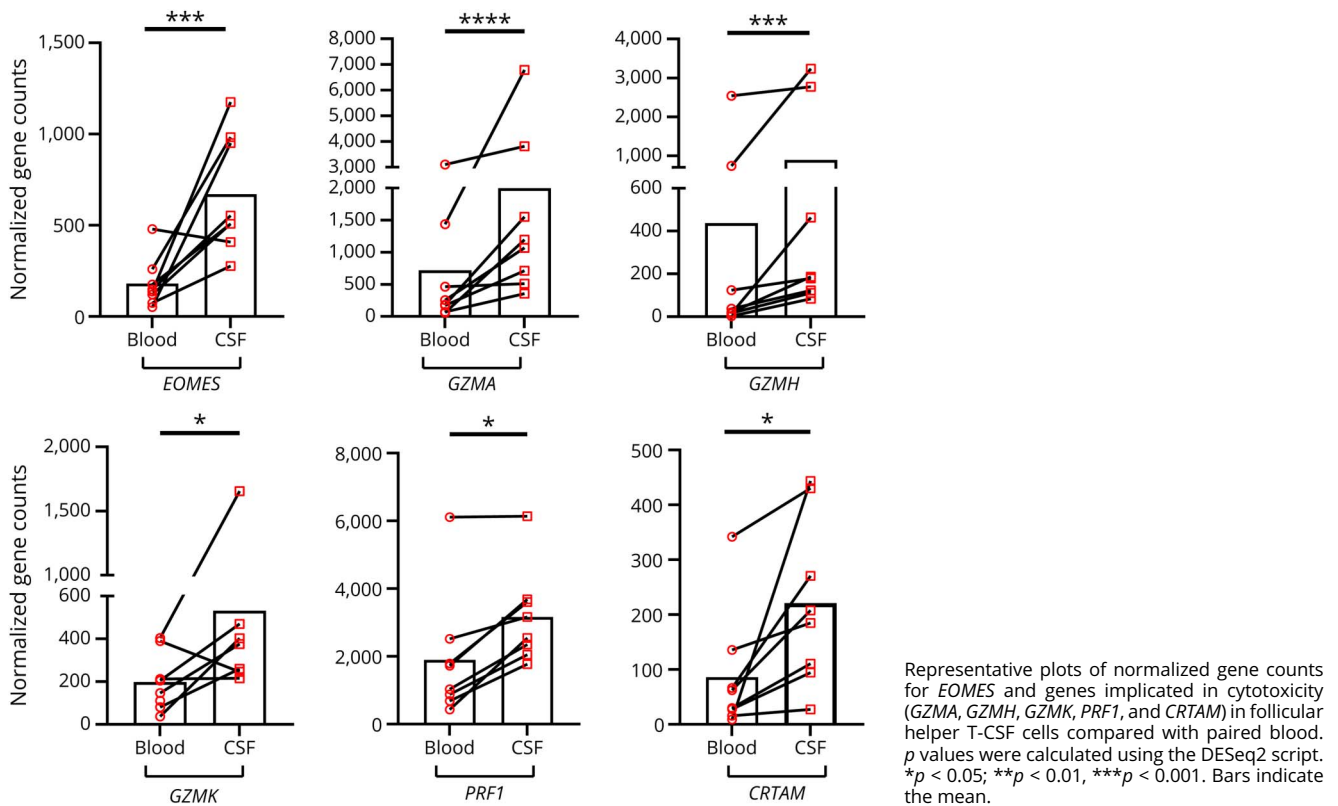 ***
****
***
Normalized gene counts
1,500
1,000
500
0
Blood
CSF
EOMES
8,000
7,000
6,000
5,000
4,000
3,000
2,000
1,500
1,000
500
0
Blood
CSF
GZMA
4,000
3,000
2,000
1,000
600
400
200
0
Blood
CSF
GZMH
*
*
*
Normalized gene counts
2,000
1,500
1,000
600
400
200
0
Blood
CSF
GZMK
8,000
6,000
4,000
2,000
0
Blood
CSF
PRF1
500
400
300
200
100
0
Blood
CSF
CRTAM
Representative plots of normalized gene counts
for EOMES and genes implicated in cytotoxicity
(GZMA, GZMH, GZMK, PRF1, and CRTAM) in follicular
helper T-CSF cells compared with paired blood.
p values were calculated using the DESeq2 script.
*p < 0.05; **p < 0.01, ***p < 0.001. Bars indicate
the mean.